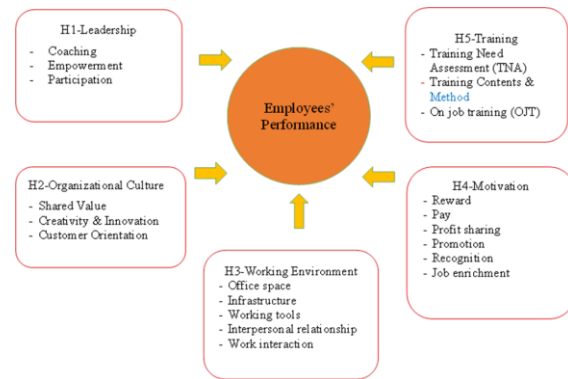 H1-Leadership
- Coaching
- Empowerment
- Participation
H5-Training
- Training Need
Assessment (TNA)
- Training Contents &
Method
- On job training (OJT)
Employees'
Performance
H2-Organizational Culture
- Shared Value
- Creativity & Innovation
- Customer Orientation
H4-Motivation
- Reward
- Pay
- Profit sharing
- Promotion
- Recognition
- Job enrichment
H3-Working Environment
- Office space
- Infrastructure
- Working tools
- Interpersonal relationship
- Work interaction